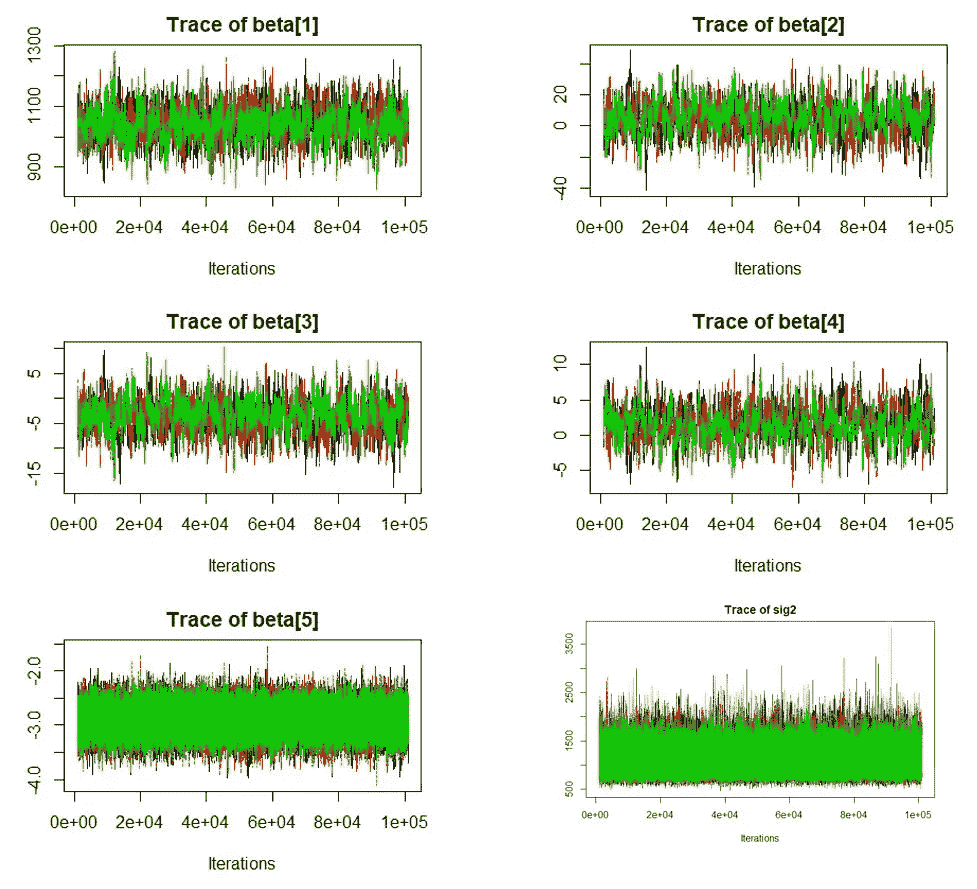 Trace of beta[1]
1300
1100
900
0e+00 2e+04 4e+04 6e+04 8e+04 1e+05
Iterations
Trace of beta[2]
20
0
-40
0e+00 2e+04 4e+04 6e+04 8e+04 1e+05
Iterations
Trace of beta[3]
5
-5
-15
0e+00 2e+04 4e+04 6e+04 8e+04 1e+05
Iterations
Trace of beta[4]
10
5
0
-5
0e+00 2e+04 4e+04 6e+04 8e+04 1e+05
Iterations
Trace of beta[5]
-2.0
-3.0
-4.0
0e+00 2e+04 4e+04 6e+04 8e+04 1e+05
Iterations
Trace of sig2
3500
2500
1500
500
0e+00 2e+04 4e+04 6e+04 8e+04 1e+05
Iterations